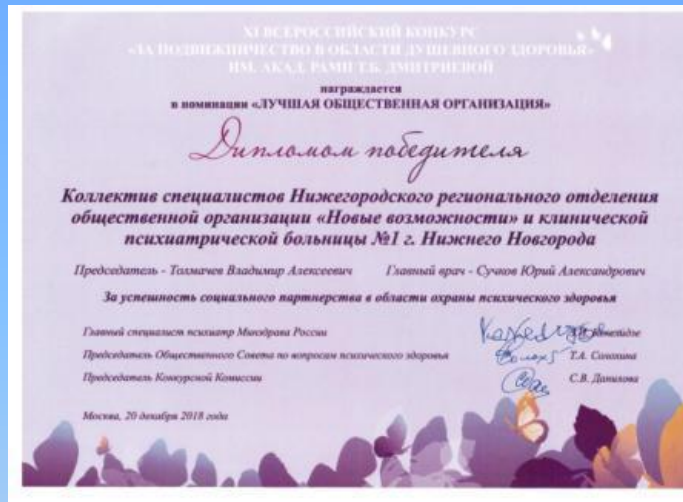 XI ВСЕРОССИЙСКИЙ КОНКУРС
«ЗА ПОДВИЖНИЧЕСТВО В ОБЛАСТИ ДУШЕВНОГО ЗДОРОВЬЯ»
ИМ. АКАД. РАМН Т.Б. ДМИТРИЕВОЙ
награждается
в номинации «ЛУЧШАЯ ОБЩЕСТВЕННАЯ ОРГАНИЗАЦИЯ»
Дипломом победителя
Коллектив специалистов Нижегородского регионального отделения
общественной организации «Новые возможности» и клинической
психиатрической больницы №1 г. Нижнего Новгорода
Председатель - Толмачев Владимир Алексеевич Главный врач - Сучков Юрий Александрович
За успешность социального партнерства в области охраны психического здоровья
Главный специалист психиатр Минздрава России
Председатель Общественного Совета по вопросам психического здоровья Т.А. Солохина
Председатель Конкурсной Комиссии С.В. Данилова
Москва, 20 декабря 2018 года